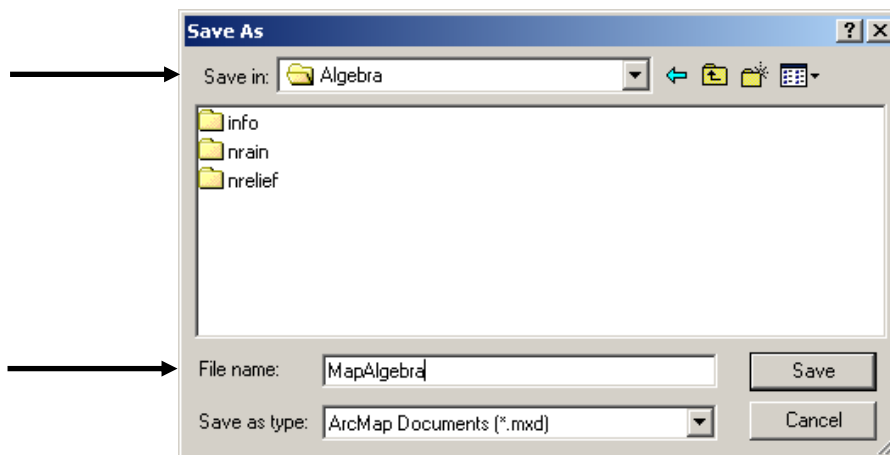 Save As
Save in: Algebra
info
nrain
nrelief
File name: MapAlgebra Save
Save as type: ArcMap Documents (*.mxd) Cancel